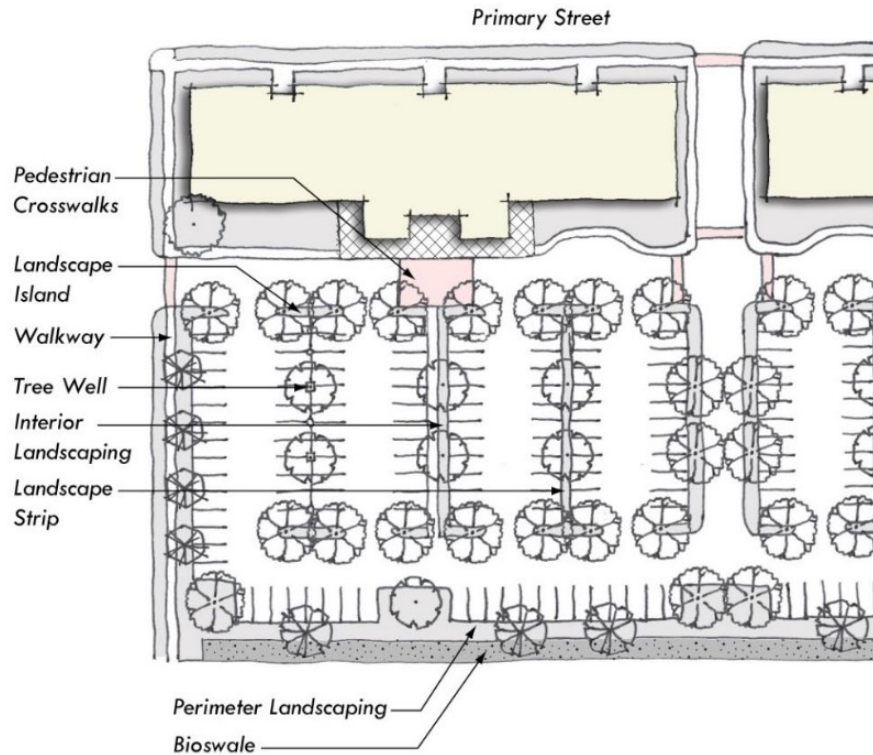 Primary Street
Pedestrian
Crosswalks
Landscape
Island
Walkway
Tree Well
Interior
Landscaping
Landscape
Strip
Perimeter Landscaping
Bioswale